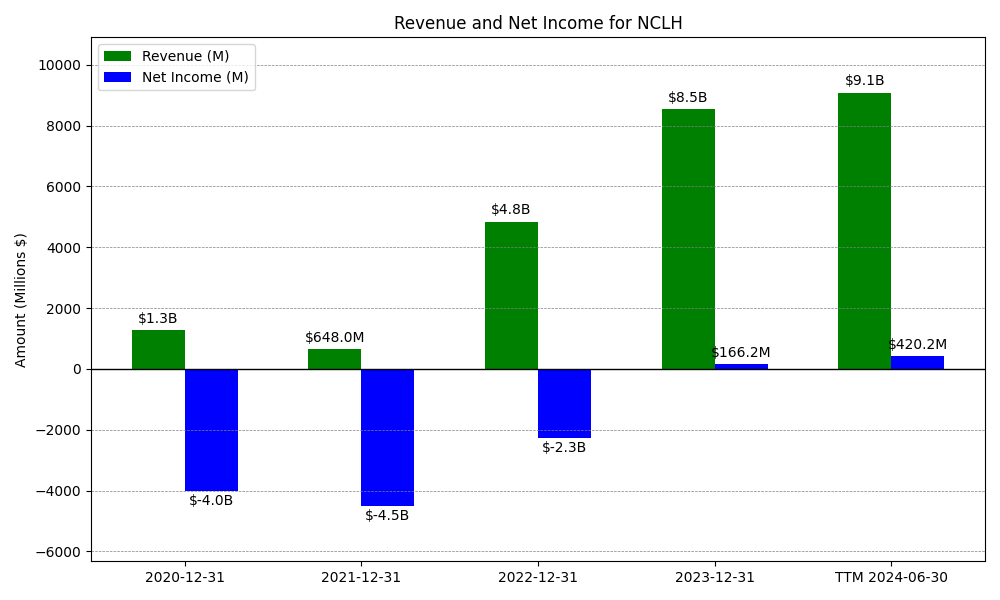 Revenue and Net Income for NCLH
Revenue (M)
Net Income (M)
Amount (Millions $)
10000
8000
6000
4000
2000
0
−2000
−4000
−6000
$1.3B
$648.0M
$4.8B
$8.5B
$9.1B
$-4.0B
$-4.5B
$-2.3B
$166.2M
$420.2M
2020-12-31
2021-12-31
2022-12-31
2023-12-31
TTM 2024-06-30